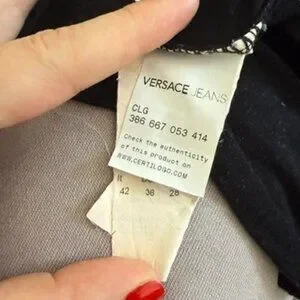 VERSACE JEANS
CLG
386 667 053 414
Check the authenticity
of this product on
WWW.CERTILOGO.COM
42 36 28